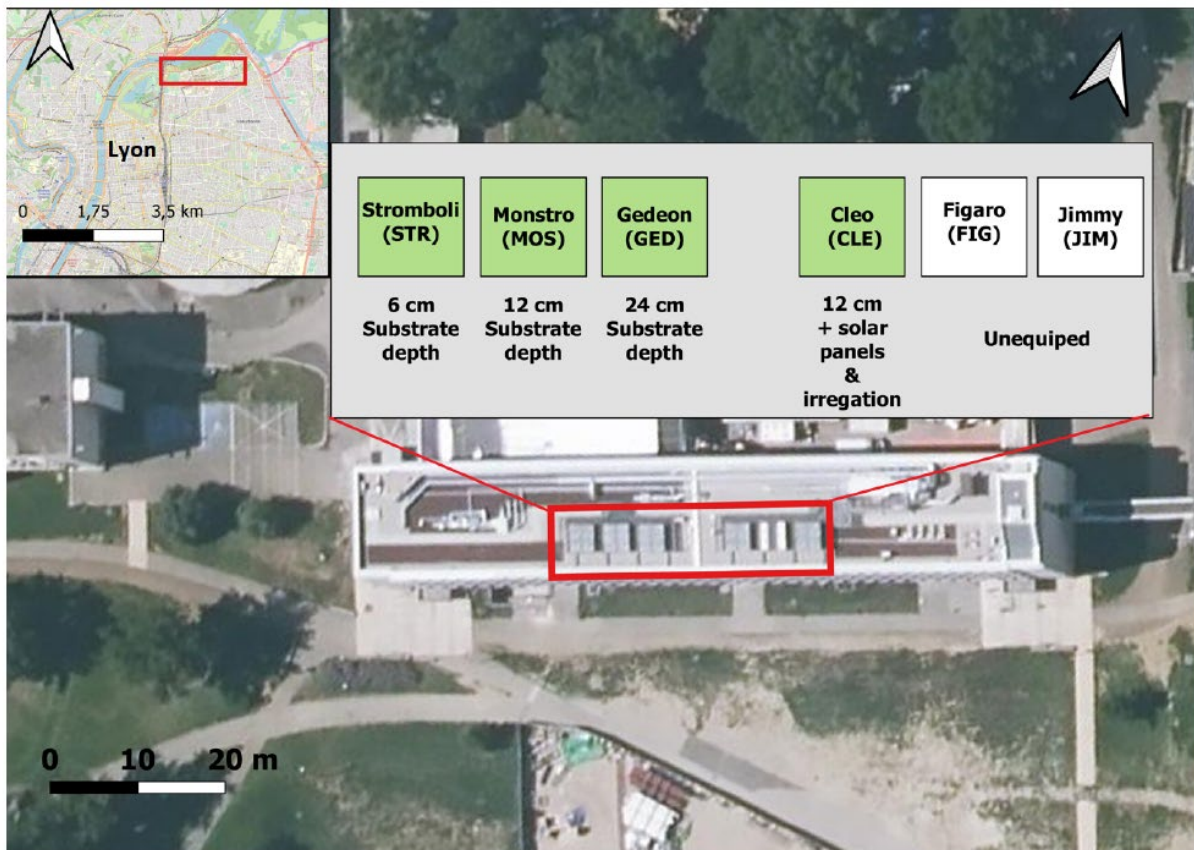 Lyon
0 1,75 3,5 km
Stromboli
(STR)
Monstro
(MOS)
Gedeon
(GED)
Cleo
(CLE)
Figaro
(FIG)
Jimmy
(JIM)
6 cm
Substrate
depth
12 cm
Substrate
depth
24 cm
Substrate
depth
12 cm
+ solar
panels
&
irregation
Unequiped
0 10 20 m